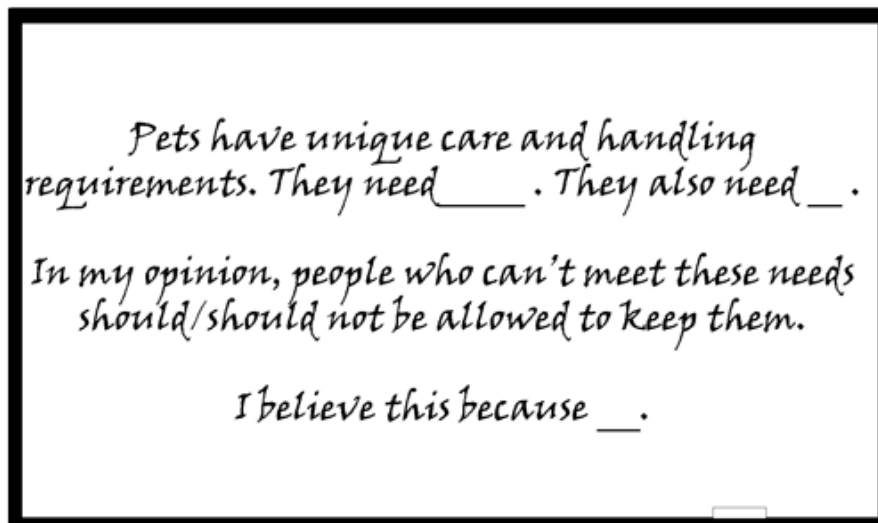 Pets have unique care and handling
requirements. They need_____ . They also need __ .
In my opinion, people who can't meet these needs
should/should not be allowed to keep them.
I believe this because __.